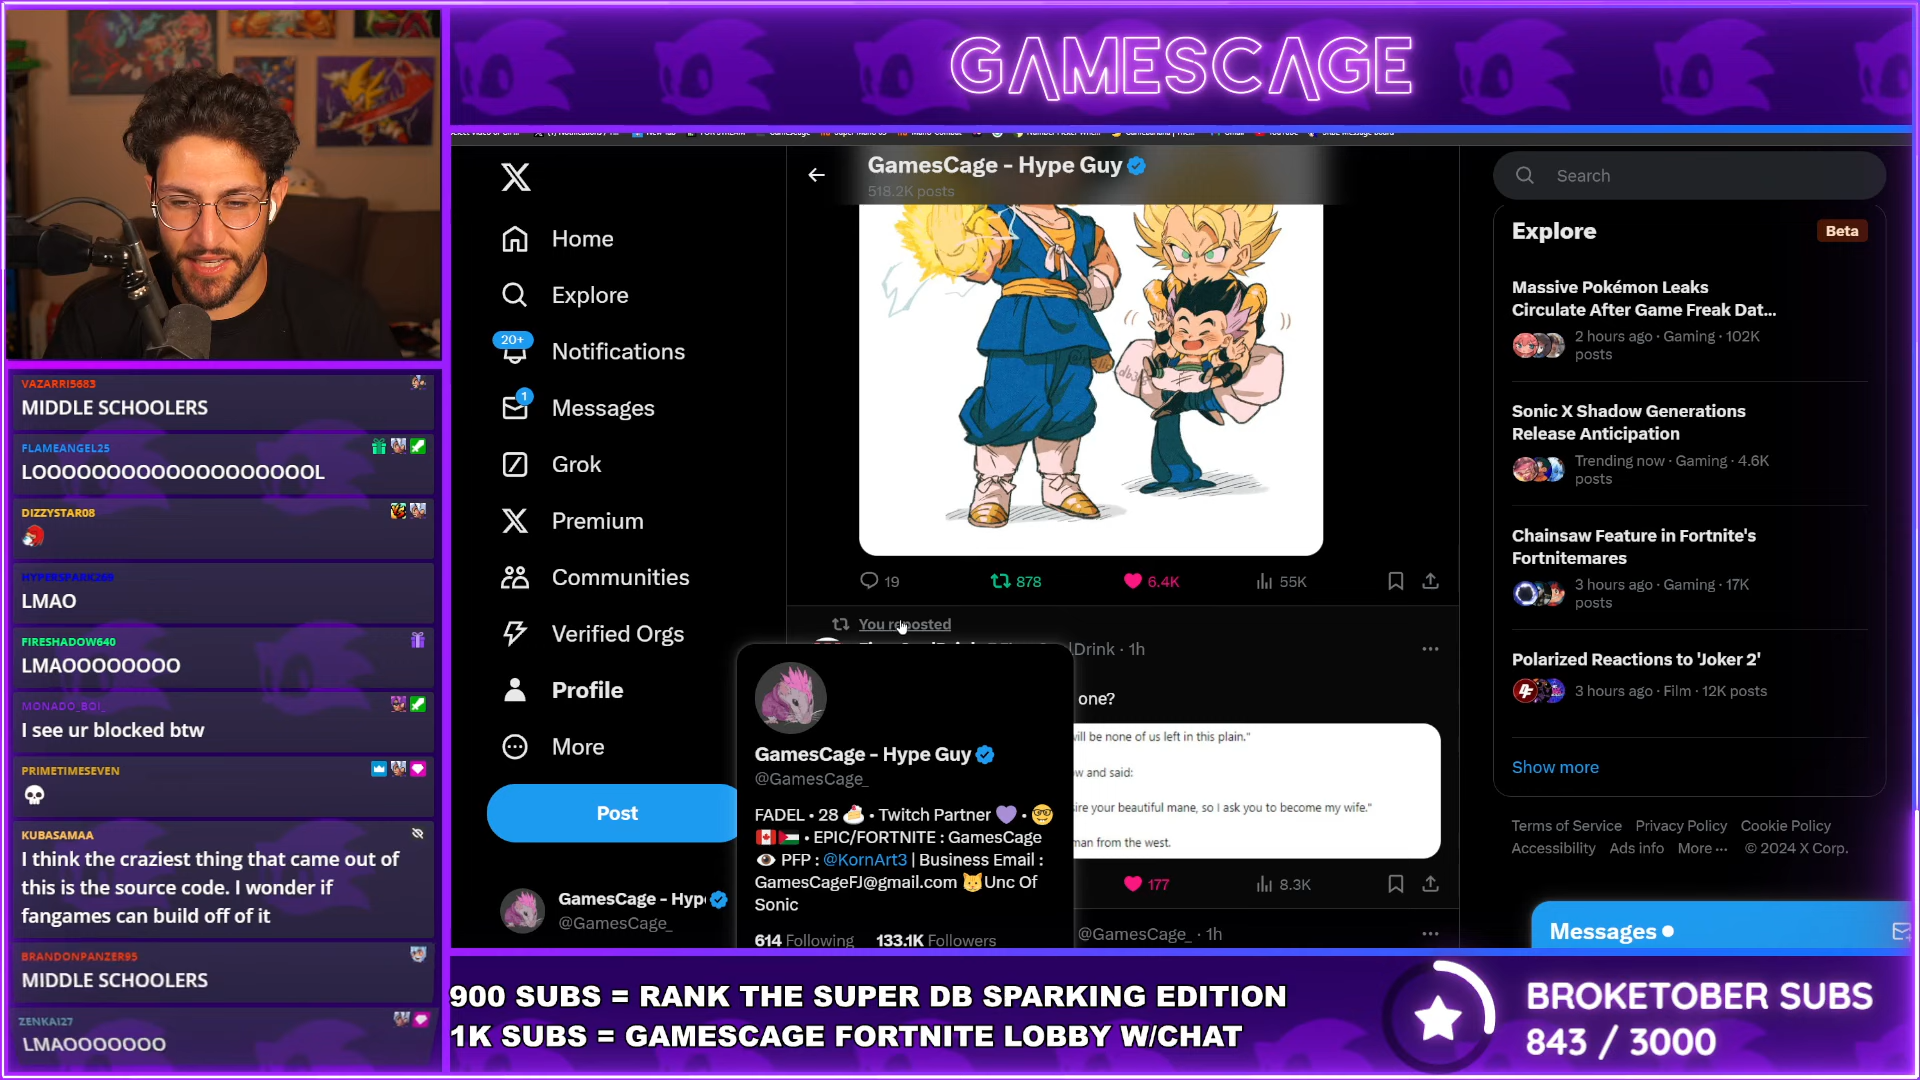 GAMESCAGE
VAZARRI5683
MIDDLE SCHOOLERS
FLAMEANGEL25
LOOOOOOOOOOOOOOOOOOL
DIZZYSTAR08
HYPERSPARK269
LMAO
FIRESHADOW640
LMAOOOOOOOO
MONADO_BOI_
I see ur blocked btw
PRIMETIMESEVEN
KUBASAMAA
I think the craziest thing that came out of
this is the source code. I wonder if
fangames can build off of it
BRANDONPANZER95
MIDDLE SCHOOLERS
ZENKAI27
LMAOOOOOOO
Home
Explore
20+
Notifications
1
Messages
Grok
Premium
Communities
Verified Orgs
Profile
More
Post
GamesCage - Hyp
@GamesCage_
GamesCage - Hype Guy
518.2K posts
19
878
6.4K
55K
You reposted
Drink · 1h
one?
will be none of us left in this plain."
w and said:
ire your beautiful mane, so I ask you to become my wife."
man from the west.
177
8.3K
@GamesCage_ · 1h
GamesCage - Hype Guy
@GamesCage_
FADEL • 28 • Twitch Partner •
• EPIC/FORTNITE : GamesCage
PFP : @KornArt3 | Business Email :
GamesCageFJ@gmail.com Unc Of
Sonic
614 Following 133.1K Followers
Search
Explore
Beta
Massive Pokémon Leaks
Circulate After Game Freak Dat...
2 hours ago · Gaming · 102K
posts
Sonic X Shadow Generations
Release Anticipation
Trending now · Gaming · 4.6K
posts
Chainsaw Feature in Fortnite's
Fortnitemares
3 hours ago · Gaming · 17K
posts
Polarized Reactions to 'Joker 2'
3 hours ago · Film · 12K posts
Show more
Terms of Service Privacy Policy Cookie Policy
Accessibility Ads info More ··· © 2024 X Corp.
Messages
900 SUBS = RANK THE SUPER DB SPARKING EDITION
1K SUBS = GAMESCAGE FORTNITE LOBBY W/CHAT
BROKETOBER SUBS
843 / 3000